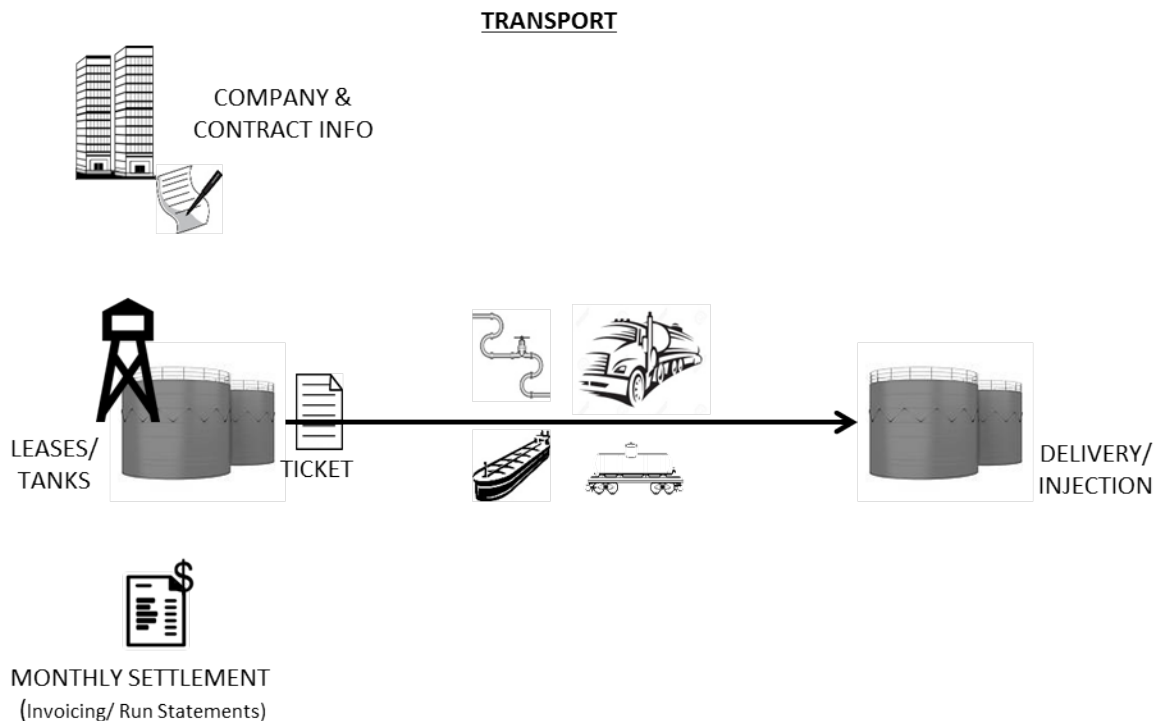 TRANSPORT
COMPANY &
CONTRACT INFO
LEASES/
TANKS
TICKET
DELIVERY/
INJECTION
$
MONTHLY SETTLEMENT
(Invoicing/ Run Statements)